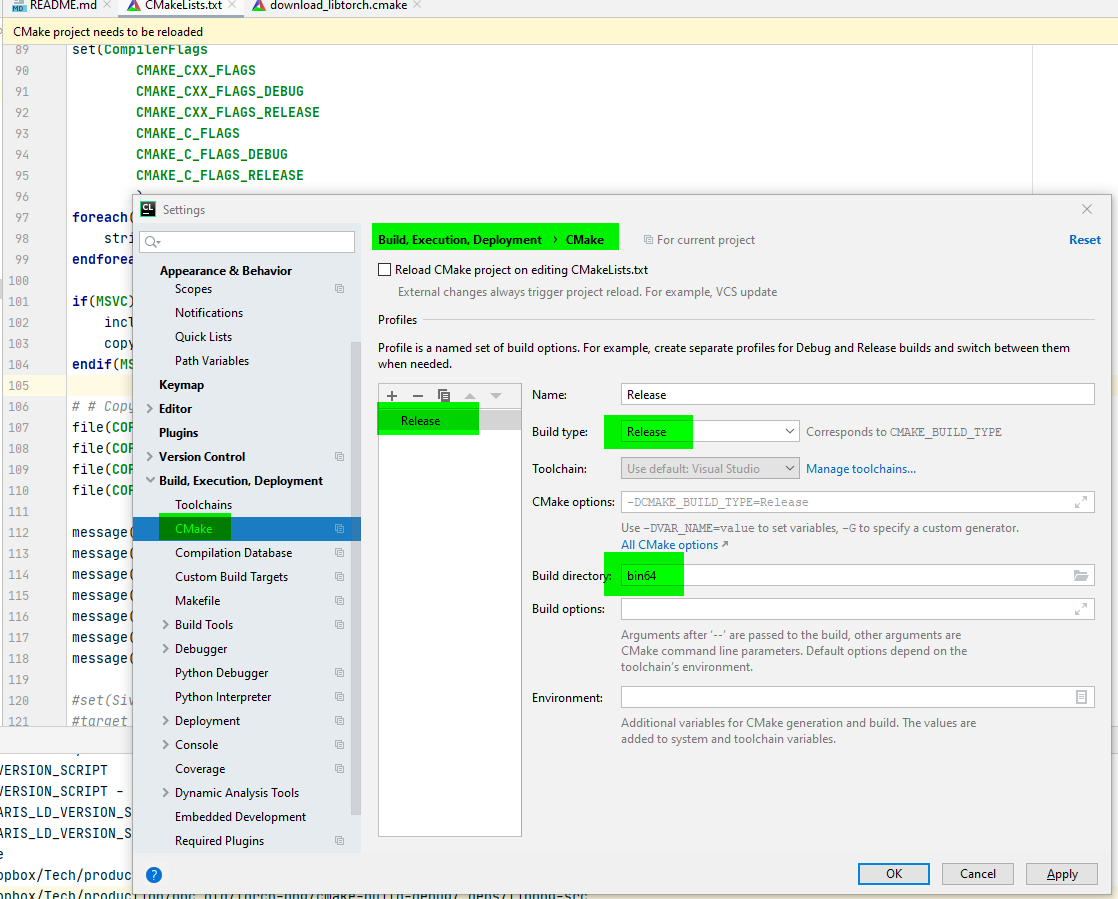 README.md
CMakeLists.txt
download_libtorch.cmake
CMake project needs to be reloaded
89 set(CompilerFlags
90 CMAKE_CXX_FLAGS
91 CMAKE_CXX_FLAGS_DEBUG
92 CMAKE_CXX_FLAGS_RELEASE
93 CMAKE_C_FLAGS
94 CMAKE_C_FLAGS_DEBUG
95 CMAKE_C_FLAGS_RELEASE
96
97 foreach(
98 stri
99 endforea
100
101 if(MSVC)
102 incl
103 copy
104 endif(MS
105
106 # # Copy
107 file(COP
108 file(COP
109 file(COP
110 file(COP
111
112 message(
113 message(
114 message(
115 message(
116 message(
117 message(
118 message(
119
120 #set(Siv
121 #target
VERSION_SCRIPT
VERSION_SCRIPT -
ARIS_LD_VERSION_S
ARIS_LD_VERSION_S
e
opbox/Tech/produc
CL Settings
Appearance & Behavior
Scopes
Notifications
Quick Lists
Path Variables
Keymap
Editor
Plugins
Version Control
Build, Execution, Deployment
Toolchains
CMake
Compilation Database
Custom Build Targets
Makefile
Build Tools
Debugger
Python Debugger
Python Interpreter
Deployment
Console
Coverage
Dynamic Analysis Tools
Embedded Development
Required Plugins
Build, Execution, Deployment › CMake
For current project
Reset
Reload CMake project on editing CMakeLists.txt
External changes always trigger project reload. For example, VCS update
Profiles
Profile is a named set of build options. For example, create separate profiles for Debug and Release builds and switch between them
when needed.
Release
Name: Release
Build type: Release Corresponds to CMAKE_BUILD_TYPE
Toolchain: Use default: Visual Studio Manage toolchains...
CMake options: -DCMAKE_BUILD_TYPE=Release
Use -DVAR_NAME=value to set variables, -G to specify a custom generator.
All CMake options ↗
Build directory: bin64
Build options:
Arguments after '--' are passed to the build, other arguments are
CMake command line parameters. Default options depend on the
toolchain's environment.
Environment:
Additional variables for CMake generation and build. The values are
added to system and toolchain variables.
?
OK
Cancel
Apply